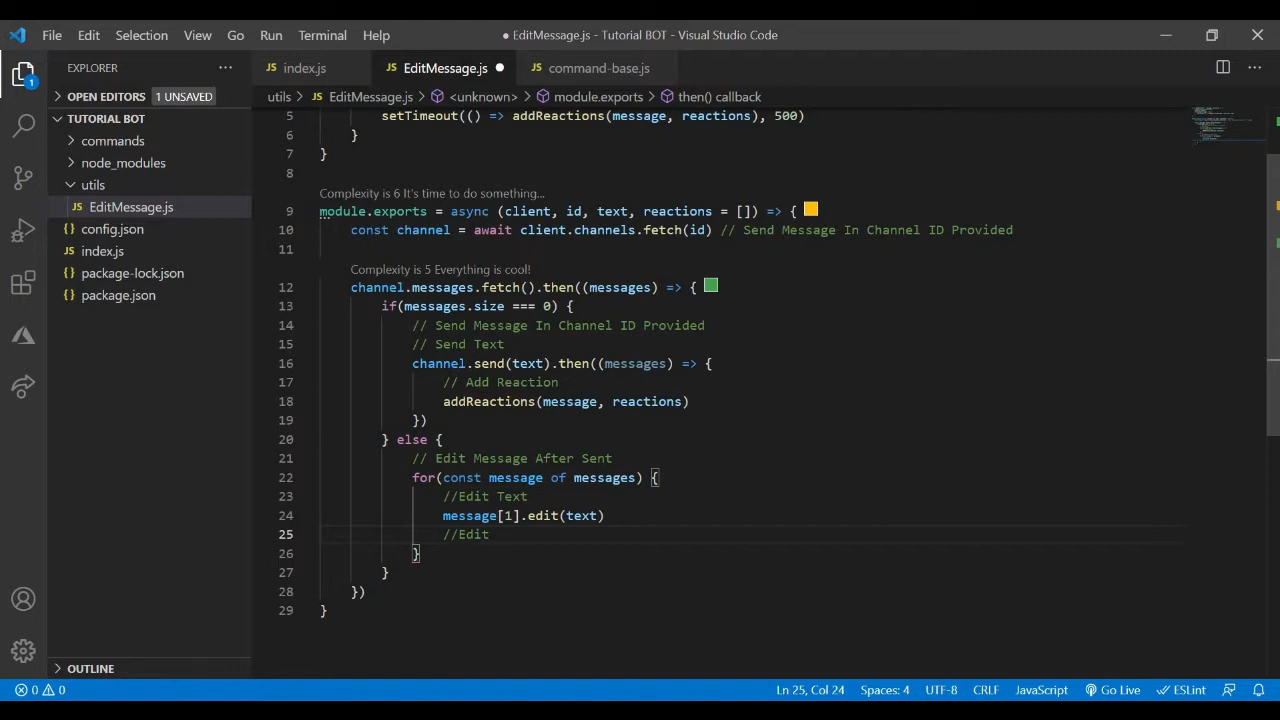 File Edit Selection View Go Run Terminal Help ● EditMessage.js - Tutorial BOT - Visual Studio Code
EXPLORER
JS index.js JS EditMessage.js ● JS command-base.js
OPEN EDITORS 1 UNSAVED
utils > JS EditMessage.js > <unknown> > module.exports > then() callback
TUTORIAL BOT
commands
node_modules
utils
JS EditMessage.js
{} config.json
JS index.js
{} package-lock.json
{} package.json
OUTLINE
1
5 setTimeout(() => addReactions(message, reactions), 500)
6 }
7 }
8
Complexity is 6 It's time to do something...
9 module.exports = async (client, id, text, reactions = []) => {
10 const channel = await client.channels.fetch(id) // Send Message In Channel ID Provided
11
Complexity is 5 Everything is cool!
12 channel.messages.fetch().then((messages) => {
13 if(messages.size === 0) {
14 // Send Message In Channel ID Provided
15 // Send Text
16 channel.send(text).then((messages) => {
17 // Add Reaction
18 addReactions(message, reactions)
19 })
20 } else {
21 // Edit Message After Sent
22 for(const message of messages) {
23 //Edit Text
24 message[1].edit(text)
25 //Edit
26 }
27 }
28 })
29 }
0 0 Ln 25, Col 24 Spaces: 4 UTF-8 CRLF JavaScript Go Live ESLint